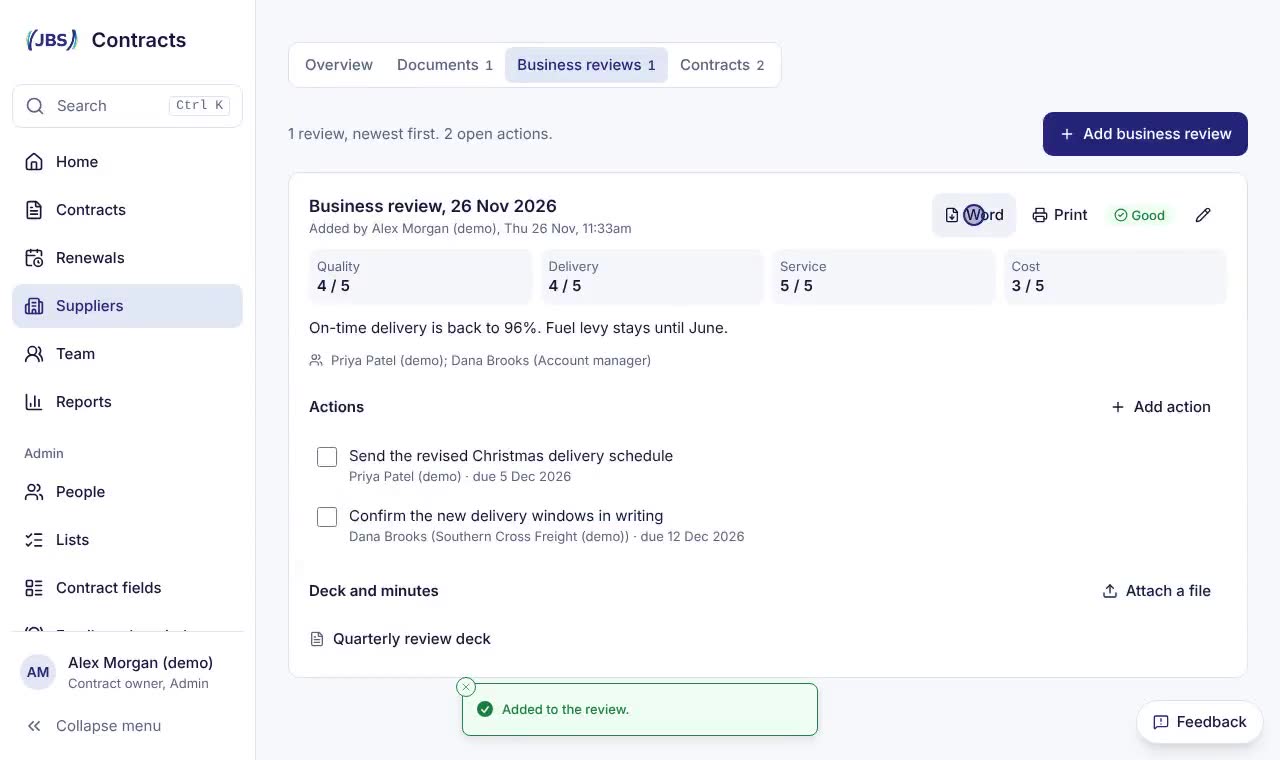 JBS Contracts
Search Ctrl K
Home
Contracts
Renewals
Suppliers
Team
Reports
Admin
People
Lists
Contract fields
AM Alex Morgan (demo)
Contract owner, Admin
Collapse menu
Overview Documents 1 Business reviews 1 Contracts 2
1 review, newest first. 2 open actions.
Add business review
Business review, 26 Nov 2026
Added by Alex Morgan (demo), Thu 26 Nov, 11:33am
Word Print Good
Quality Delivery Service Cost
4 / 5 4 / 5 5 / 5 3 / 5
On-time delivery is back to 96%. Fuel levy stays until June.
Priya Patel (demo); Dana Brooks (Account manager)
Actions Add action
Send the revised Christmas delivery schedule
Priya Patel (demo) · due 5 Dec 2026
Confirm the new delivery windows in writing
Dana Brooks (Southern Cross Freight (demo)) · due 12 Dec 2026
Deck and minutes Attach a file
Quarterly review deck
Added to the review.
Feedback